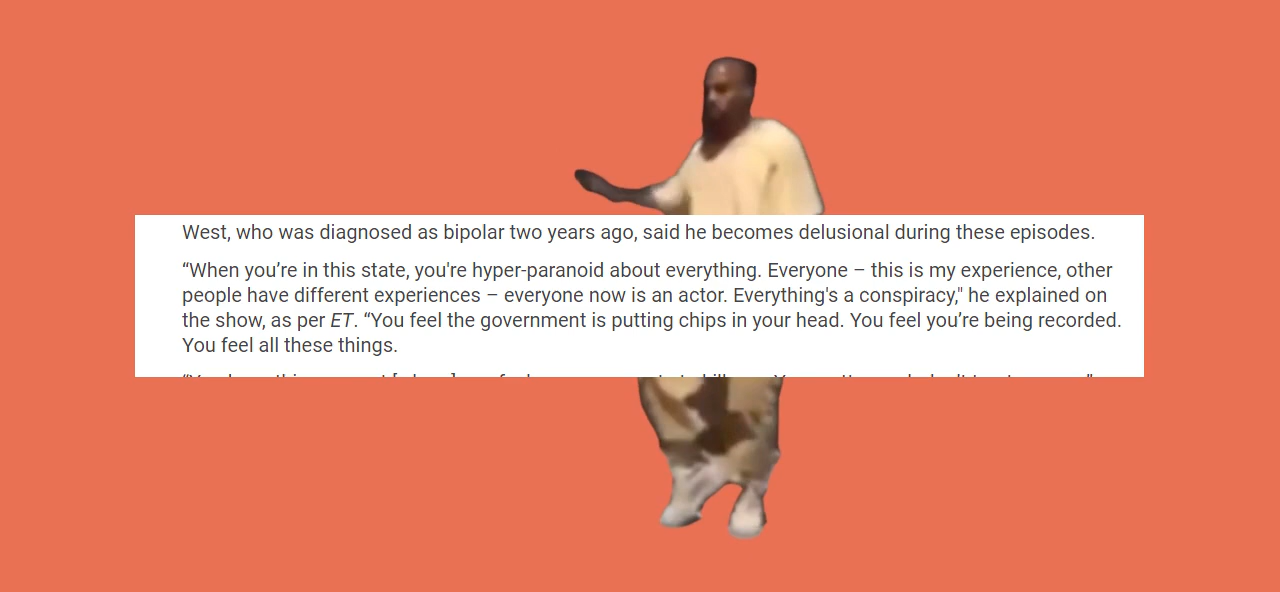 West, who was diagnosed as bipolar two years ago, said he becomes delusional during these episodes.
“When you’re in this state, you're hyper-paranoid about everything. Everyone – this is my experience, other
people have different experiences – everyone now is an actor. Everything's a conspiracy," he explained on
the show, as per ET. “You feel the government is putting chips in your head. You feel you’re being recorded.
You feel all these things.